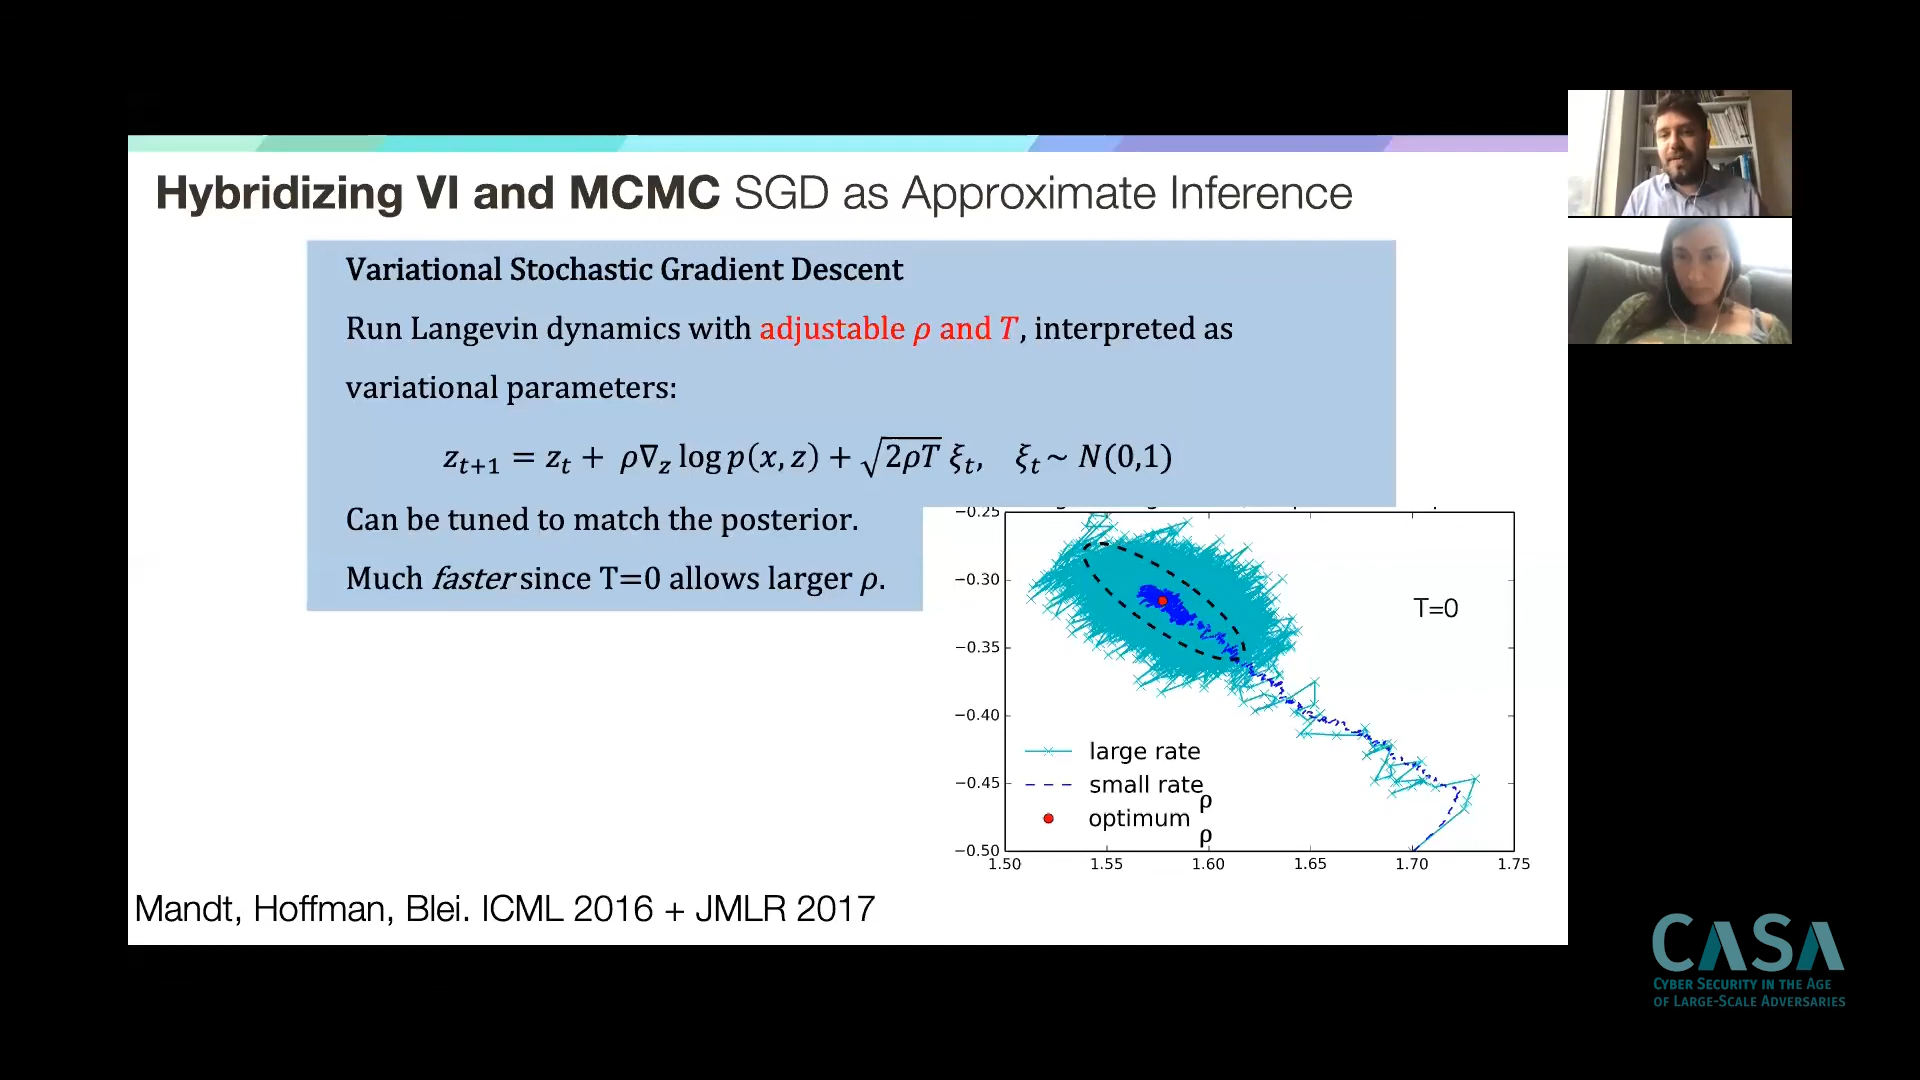 Hybridizing VI and MCMC SGD as Approximate Inference
Variational Stochastic Gradient Descent
Run Langevin dynamics with adjustable ρ and T, interpreted as
variational parameters:
z_{t+1} = z_t + ρ∇_z log p(x, z) + √2ρT ξ_t, ξ_t ~ N(0,1)
Can be tuned to match the posterior.
Much faster since T=0 allows larger ρ.
−0.25
−0.30
−0.35
−0.40
−0.45
−0.50
1.50 1.55 1.60 1.65 1.70 1.75
T=0
large rate
small rate
ρ
optimum
ρ
Mandt, Hoffman, Blei. ICML 2016 + JMLR 2017
CASA
CYBER SECURITY IN THE AGE
OF LARGE-SCALE ADVERSARIES